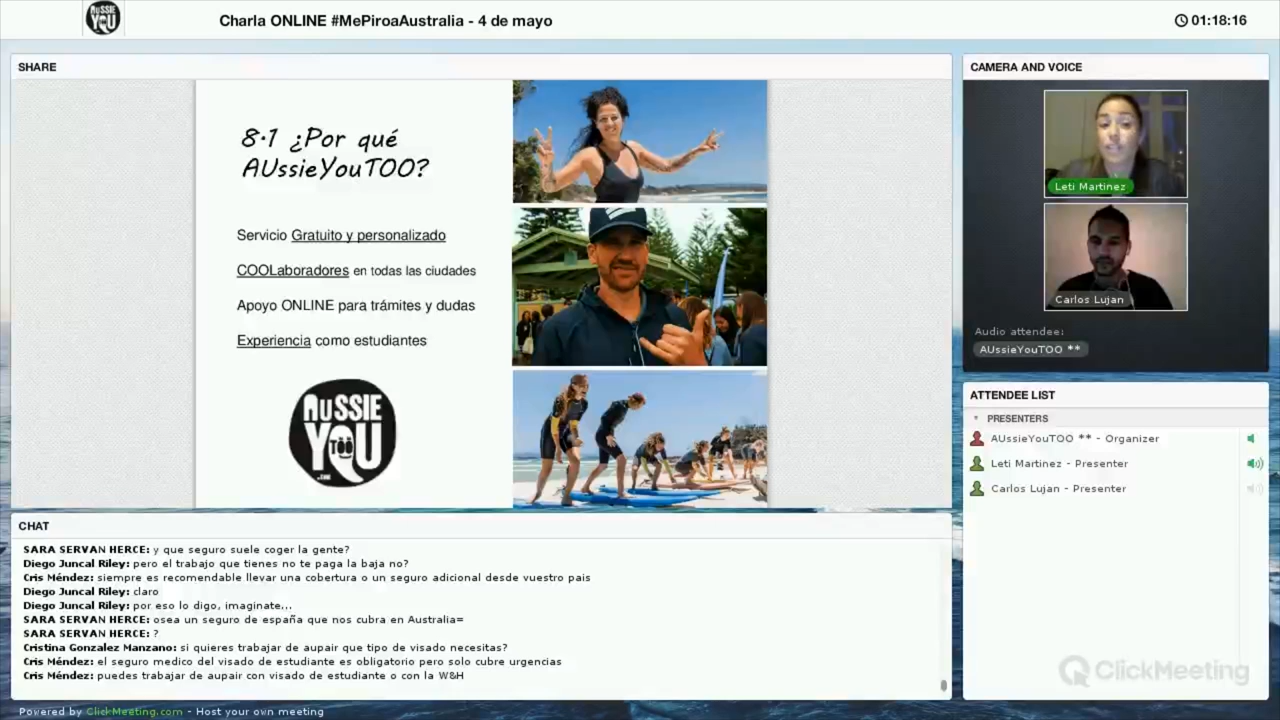 AUSSIE
YOU
Charla ONLINE #MePiroaAustralia - 4 de mayo
01:18:16
SHARE
8.1 ¿Por qué
AUssieYouTOO?
Servicio Gratuito y personalizado
COOLaboradores en todas las ciudades
Apoyo ONLINE para trámites y dudas
Experiencia como estudiantes
AUSSIE
YOU
TOO
.COM
CAMERA AND VOICE
Leti Martinez
Carlos Lujan
Audio attendee:
AUssieYouTOO **
ATTENDEE LIST
PRESENTERS
AUssieYouTOO ** - Organizer
Leti Martinez - Presenter
Carlos Lujan - Presenter
CHAT
SARA SERVAN HERCE: y que seguro suele coger la gente?
Diego Juncal Riley: pero el trabajo que tienes no te paga la baja no?
Cris Méndez: siempre es recomendable llevar una cobertura o un seguro adicional desde vuestro pais
Diego Juncal Riley: claro
Diego Juncal Riley: por eso lo digo, imaginate...
SARA SERVAN HERCE: osea un seguro de españa que nos cubra en Australia=
SARA SERVAN HERCE: ?
Cristina Gonzalez Manzano: si quieres trabajar de aupair que tipo de visado necesitas?
Cris Méndez: el seguro medico del visado de estudiante es obligatorio pero solo cubre urgencias
Cris Méndez: puedes trabajar de aupair con visado de estudiante o con la W&H
ClickMeeting
Powered by ClickMeeting.com - Host your own meeting